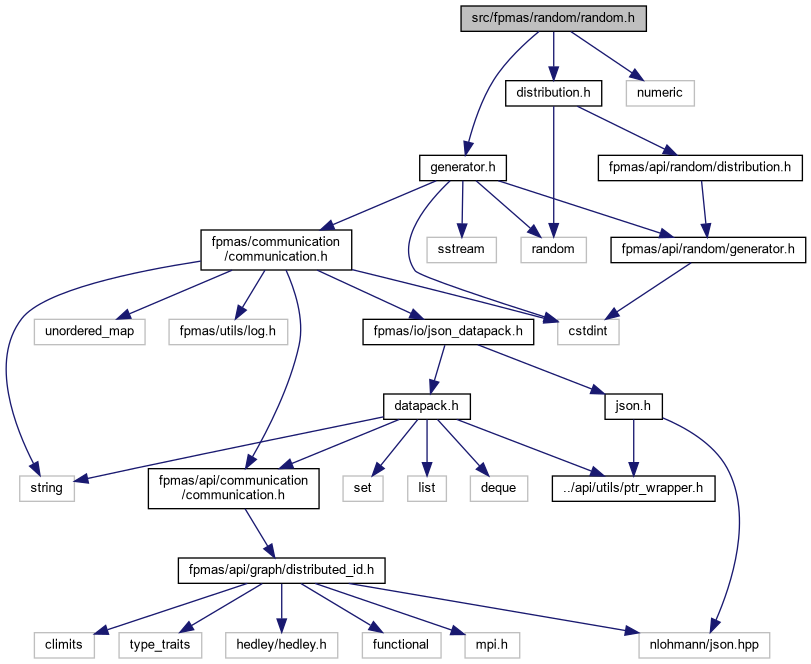 src/fpmas/random/random.h
distribution.h
numeric
generator.h
fpmas/api/random/distribution.h
fpmas/communication
/communication.h
sstream
random
fpmas/api/random/generator.h
unordered_map
fpmas/utils/log.h
fpmas/io/json_datapack.h
cstdint
datapack.h
json.h
string
fpmas/api/communication
/communication.h
set
list
deque
../api/utils/ptr_wrapper.h
fpmas/api/graph/distributed_id.h
climits
type_traits
hedley/hedley.h
functional
mpi.h
nlohmann/json.hpp